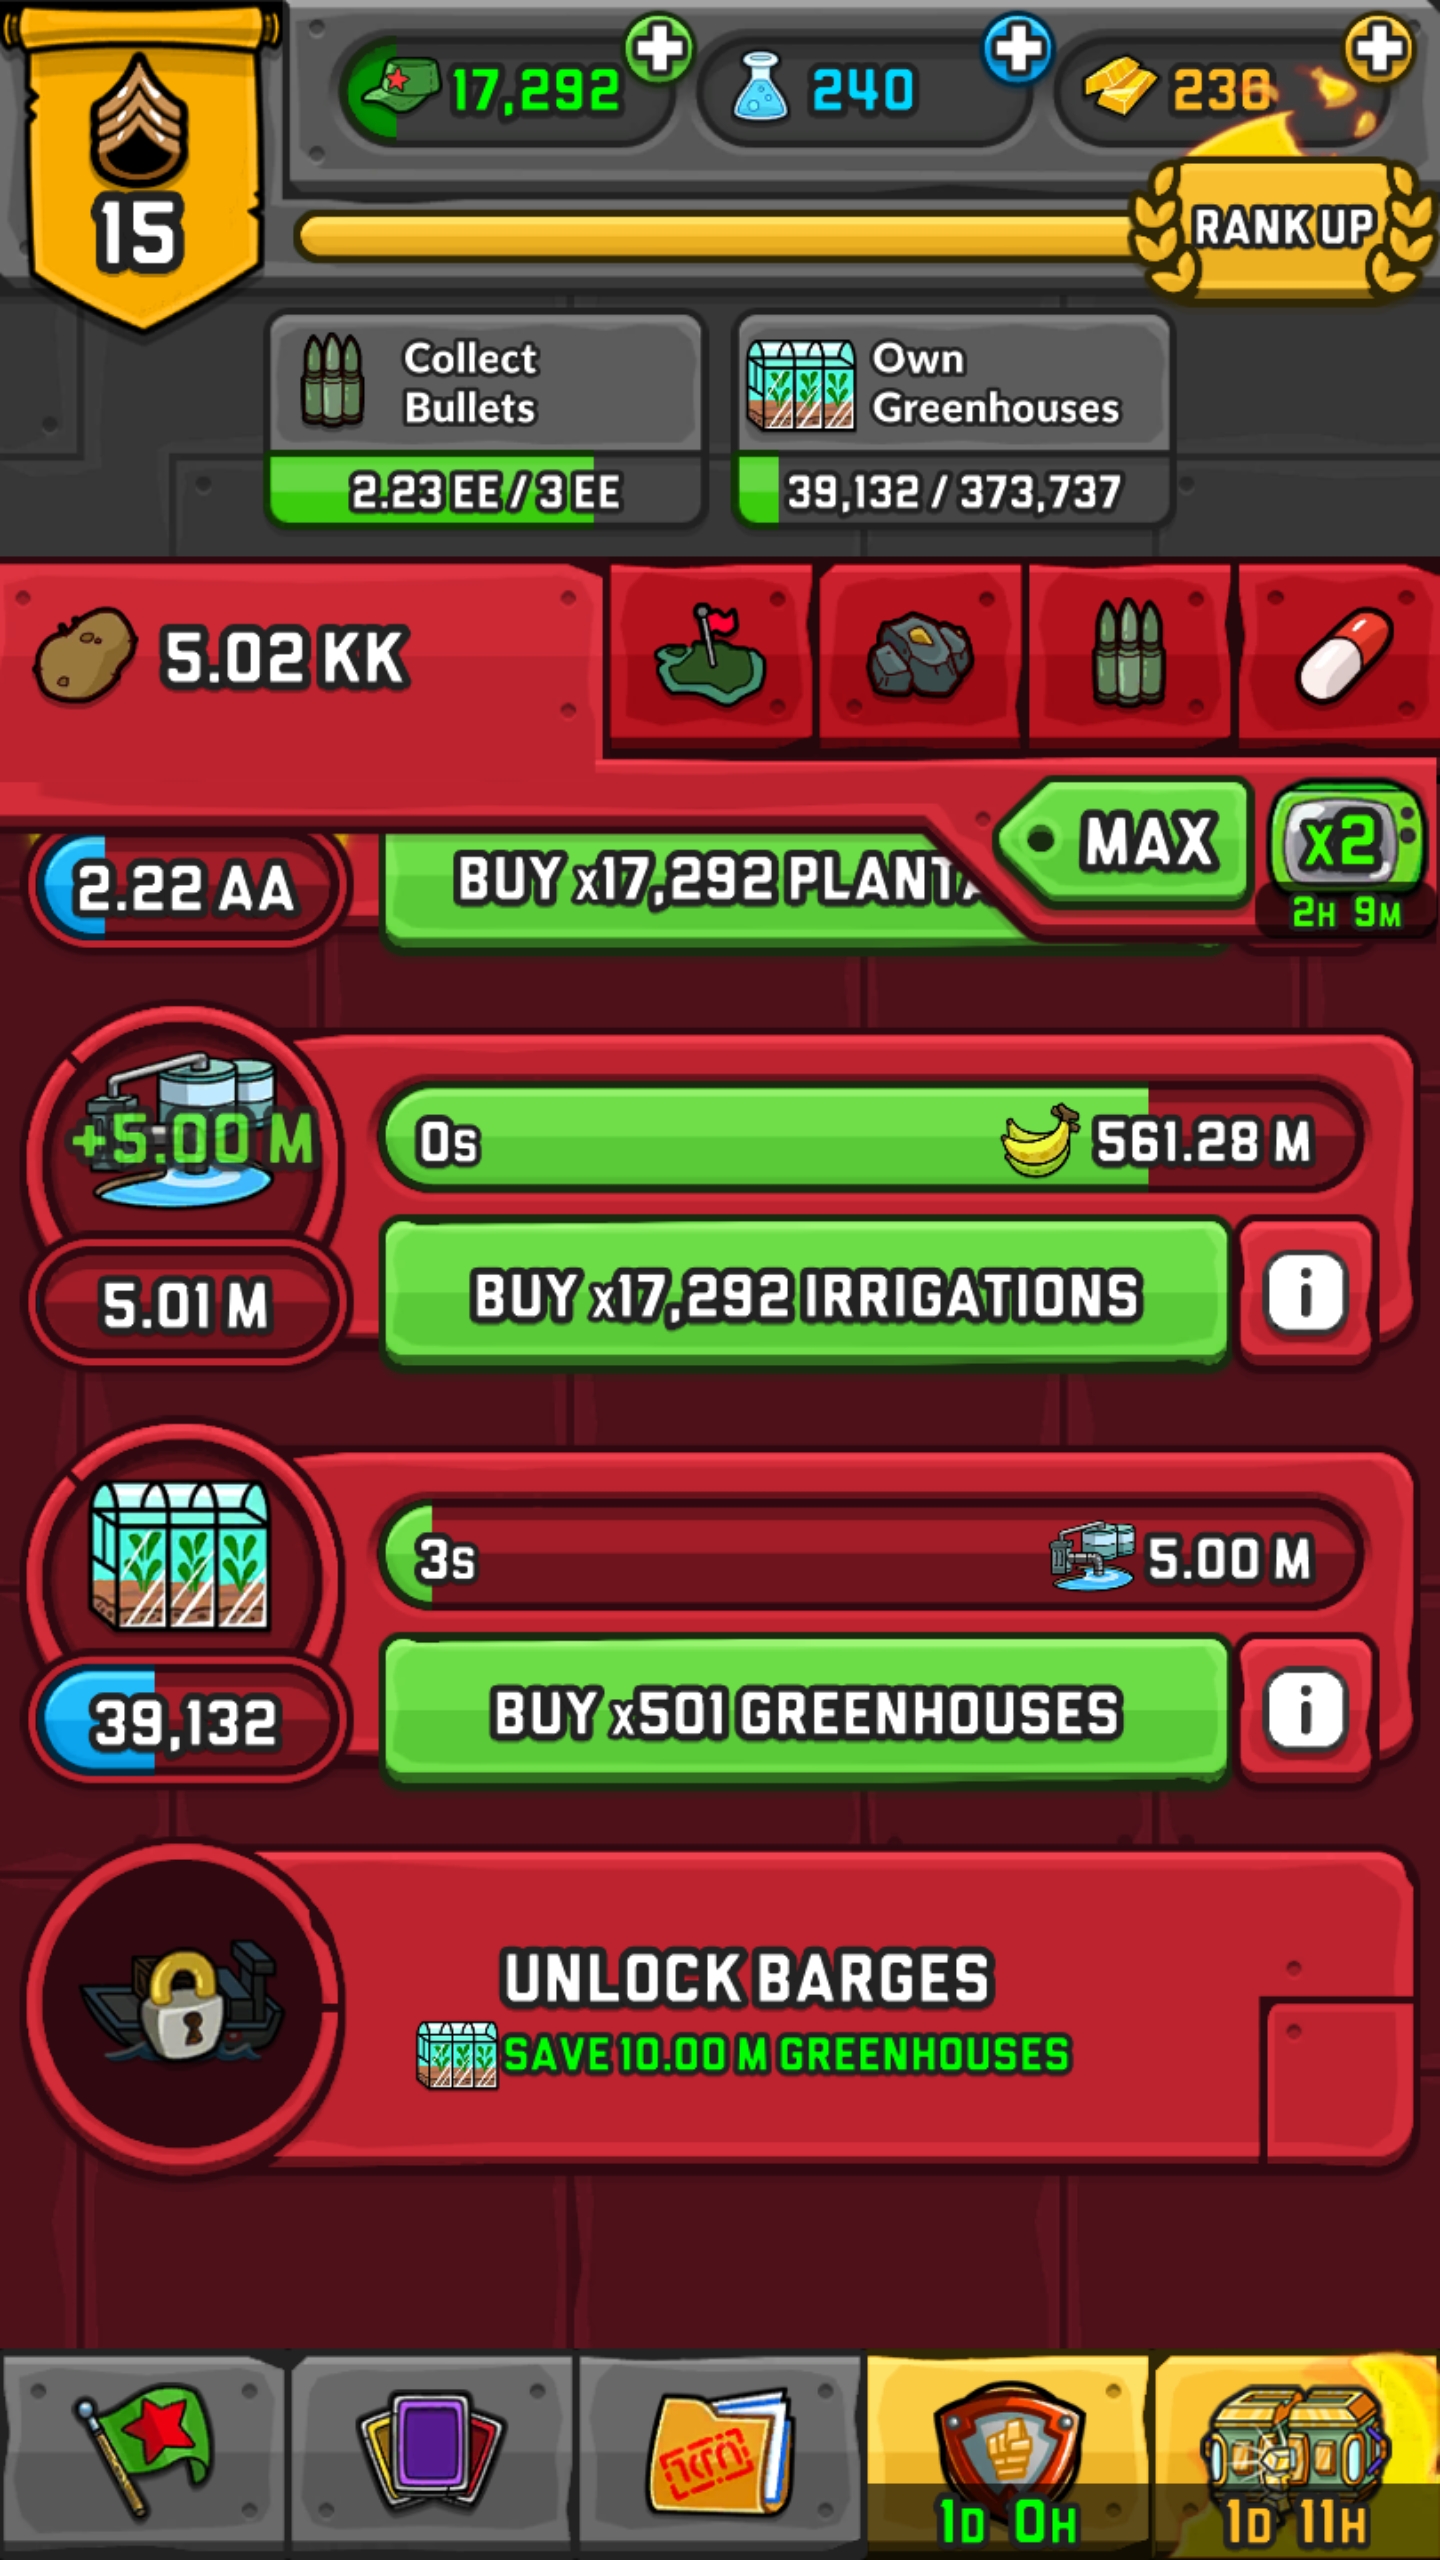 17,292
240
238
15
RANK UP
Collect
Bullets
2.23 EE / 3 EE
Own
Greenhouses
39,132 / 373,737
5.02 KK
MAX
x2
2H 9M
2.22 AA
BUY x17,292
+5.00 M
0s
561.28 M
5.01 M
BUY x17,292 IRRIGATIONS
i
3s
5.00 M
39,132
BUY x501 GREENHOUSES
i
UNLOCK BARGES
SAVE 10.00 M GREENHOUSES
1D 0H
1D 11H